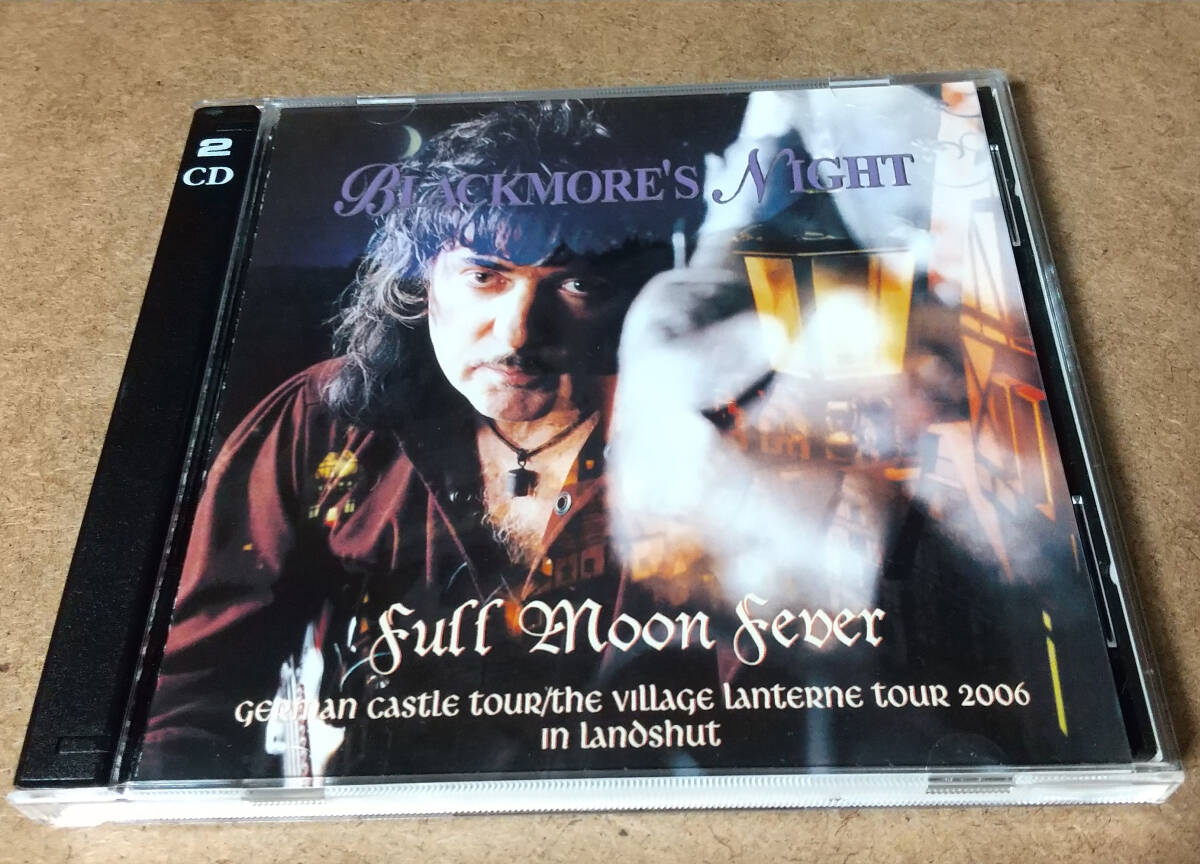 2
CD
BLACKMORE'S NIGHT
Full Moon Fever
German Castle Tour/The Village Lanterne Tour 2006
in Landshut